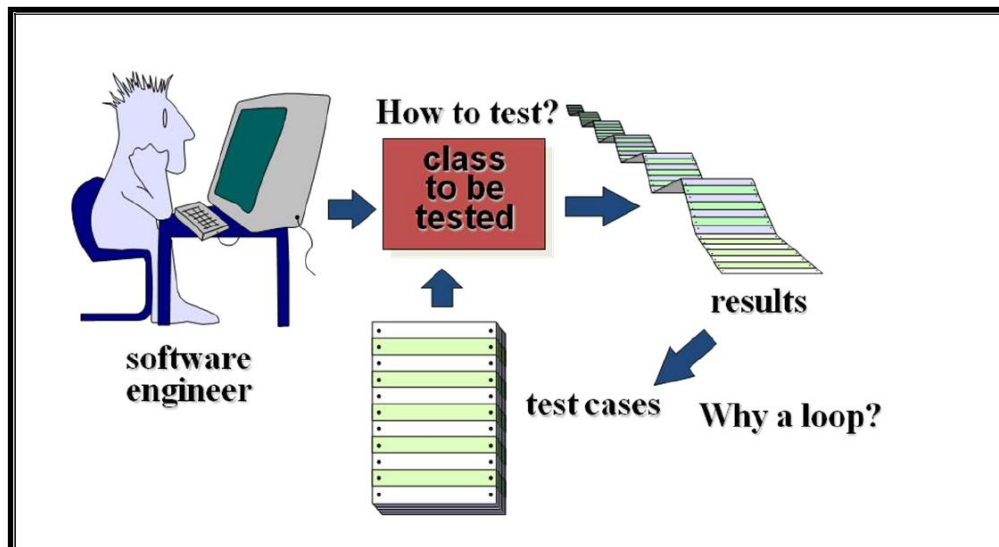 How to test?
class
to be
tested
results
software
engineer
test cases
Why a loop?